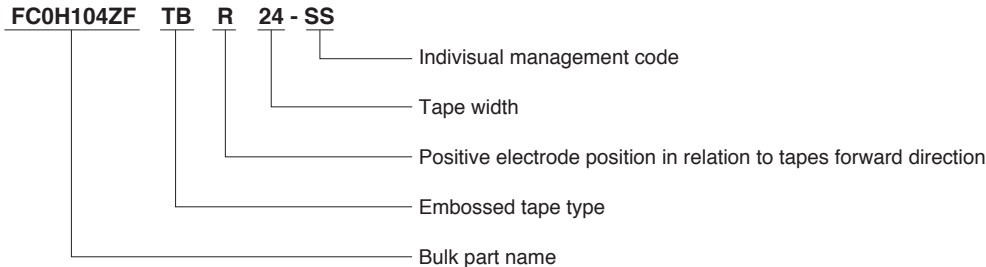 FC0H104ZF TB R 24 - SS
Indivisual management code
Tape width
Positive electrode position in relation to tapes forward direction
Embossed tape type
Bulk part name